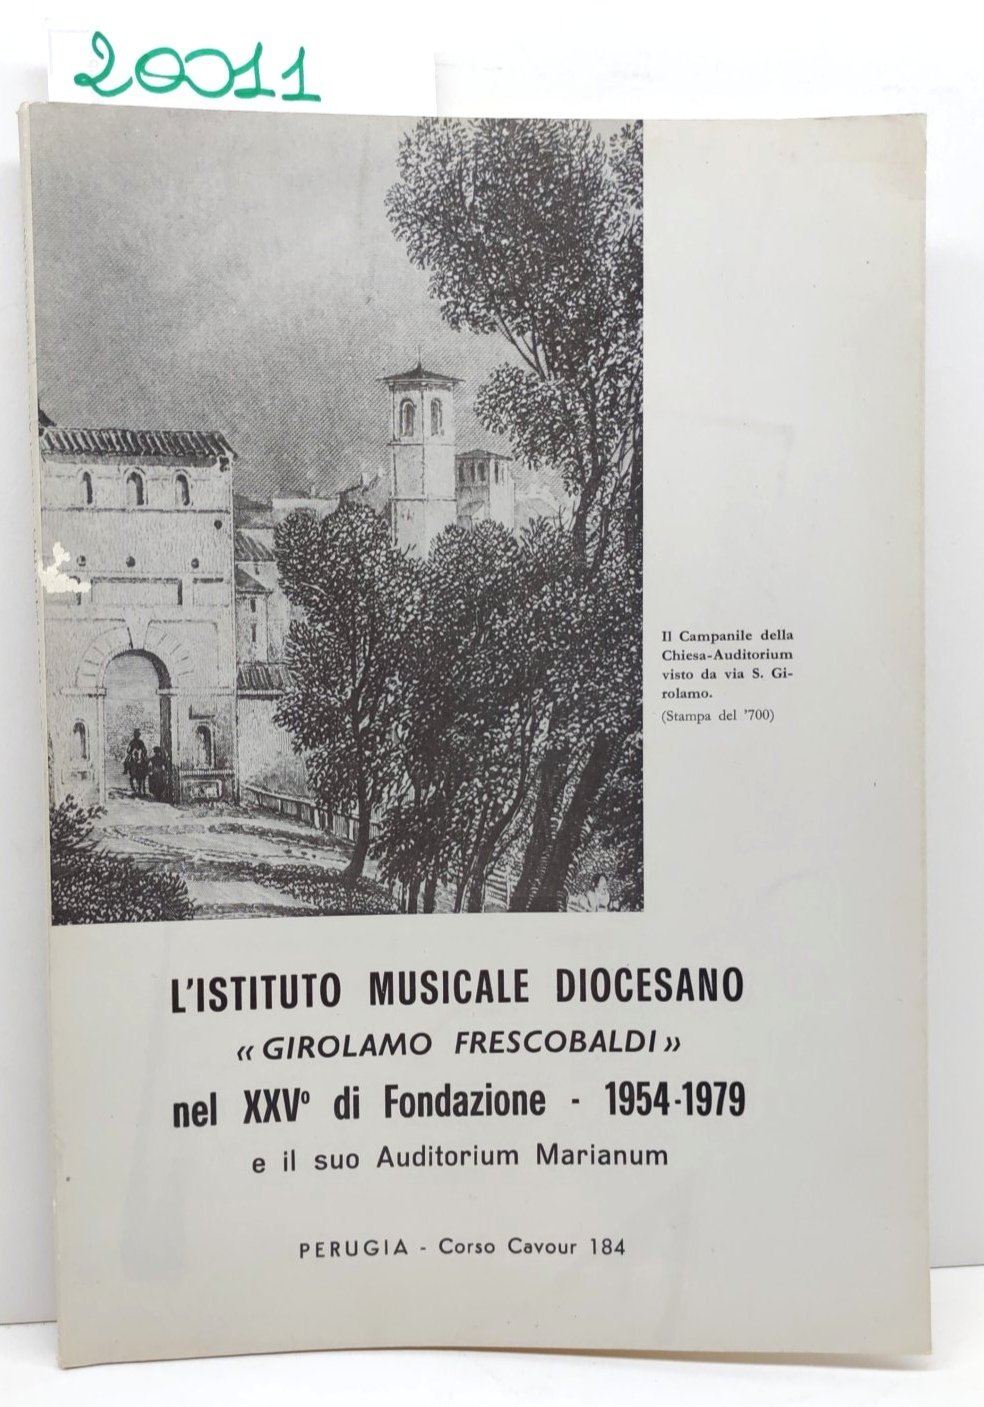 20011
Il Campanile della
Chiesa-Auditorium
visto da via S. Gi-
rolamo.
(Stampa del '700)
L'ISTITUTO MUSICALE DIOCESANO
« GIROLAMO FRESCOBALDI »
nel XXVº di Fondazione - 1954-1979
e il suo Auditorium Marianum
PERUGIA - Corso Cavour 184